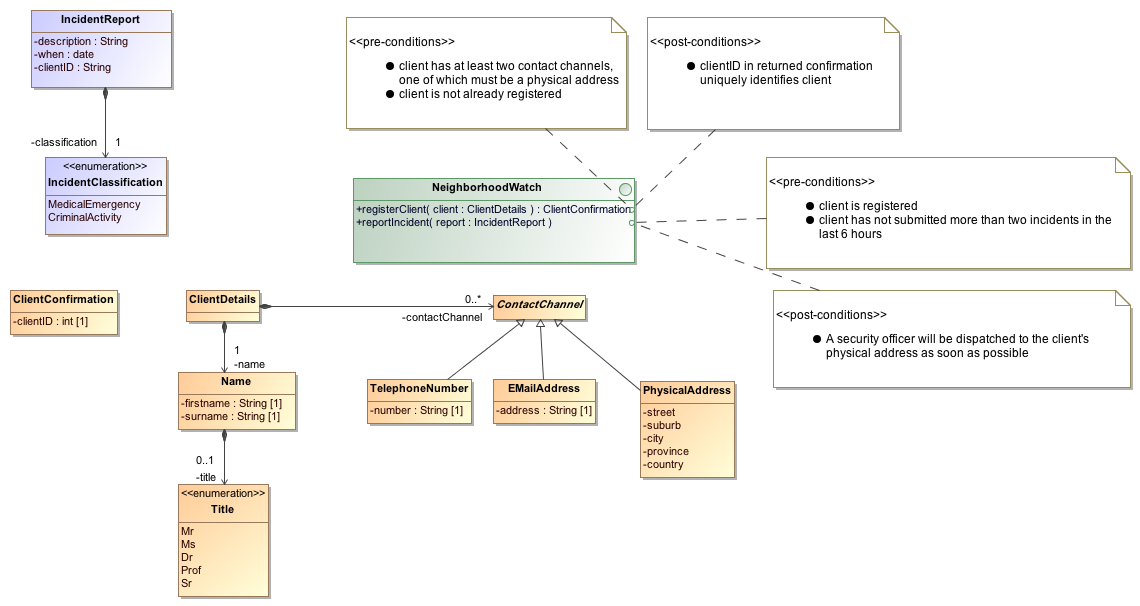 IncidentReport
-description : String
-when : date
-clientID : String
-classification 1
<<enumeration>>
IncidentClassification
MedicalEmergency
CriminalActivity
<<pre-conditions>>
● client has at least two contact channels,
one of which must be a physical address
● client is not already registered
<<post-conditions>>
● clientID in returned confirmation
uniquely identifies client
NeighborhoodWatch
+registerClient( client : ClientDetails ) : ClientConfirmation
+reportIncident( report : IncidentReport )
<<pre-conditions>>
● client is registered
● client has not submitted more than two incidents in the
last 6 hours
<<post-conditions>>
● A security officer will be dispatched to the client's
physical address as soon as possible
ClientConfirmation
-clientID : int [1]
ClientDetails
0..*
-contactChannel
ContactChannel
1
-name
Name
-firstname : String [1]
-surname : String [1]
0..1
-title
<<enumeration>>
Title
Mr
Ms
Dr
Prof
Sr
TelephoneNumber
-number : String [1]
EMailAddress
-address : String [1]
PhysicalAddress
-street
-suburb
-city
-province
-country